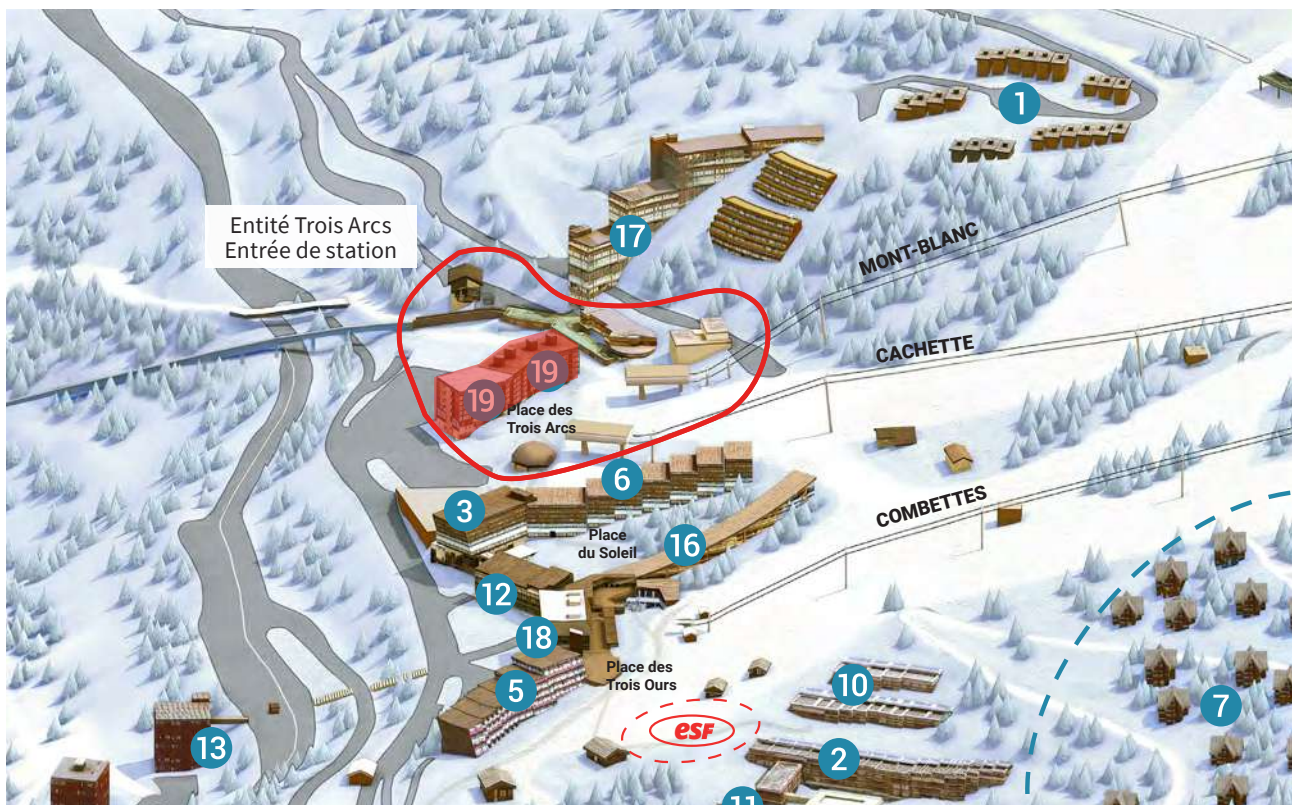 1
Entité Trois Arcs
Entrée de station
17
MONT-BLANC
CACHETTE
19
19
Place des
Trois Arcs
6
3
COMBETTES
Place
du Soleil
16
12
18
Place des
Trois Ours
10
5
7
esf
13
2
11